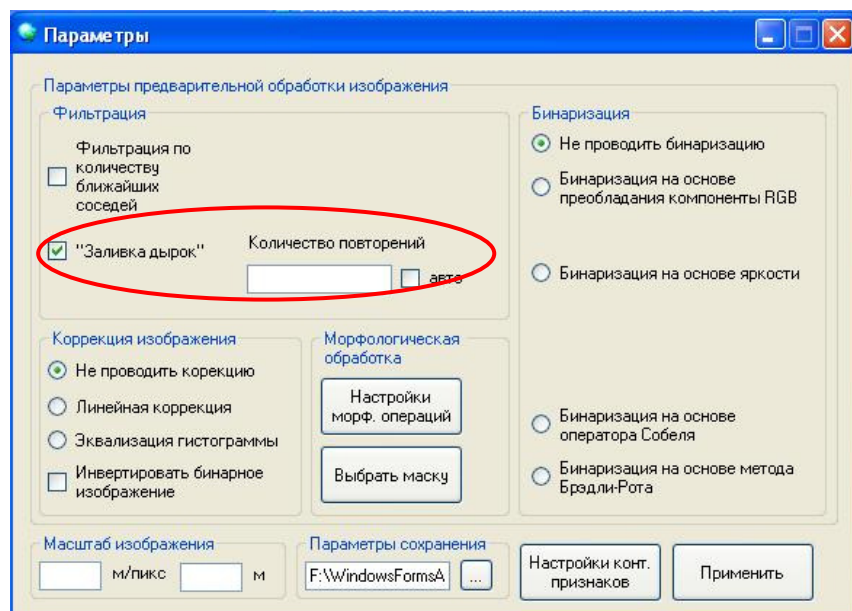 Параметры
Параметры предварительной обработки изображения
Фильтрация
Фильтрация по
количеству
ближайших
соседей
"Заливка дырок"
Количество повторений
авто
Бинаризация
Не проводить бинаризацию
Бинаризация на основе
преобладания компоненты RGB
Бинаризация на основе яркости
Бинаризация на основе
оператора Собеля
Бинаризация на основе метода
Брэдли-Рота
Коррекция изображения
Не проводить корекцию
Линейная коррекция
Эквализация гистограммы
Инвертировать бинарное
изображение
Морфологическая
обработка
Настройки
морф. операций
Выбрать маску
Масштаб изображения
м/пикс
м
Параметры сохранения
F:\WindowsFormsA
...
Настройки конт.
признаков
Применить